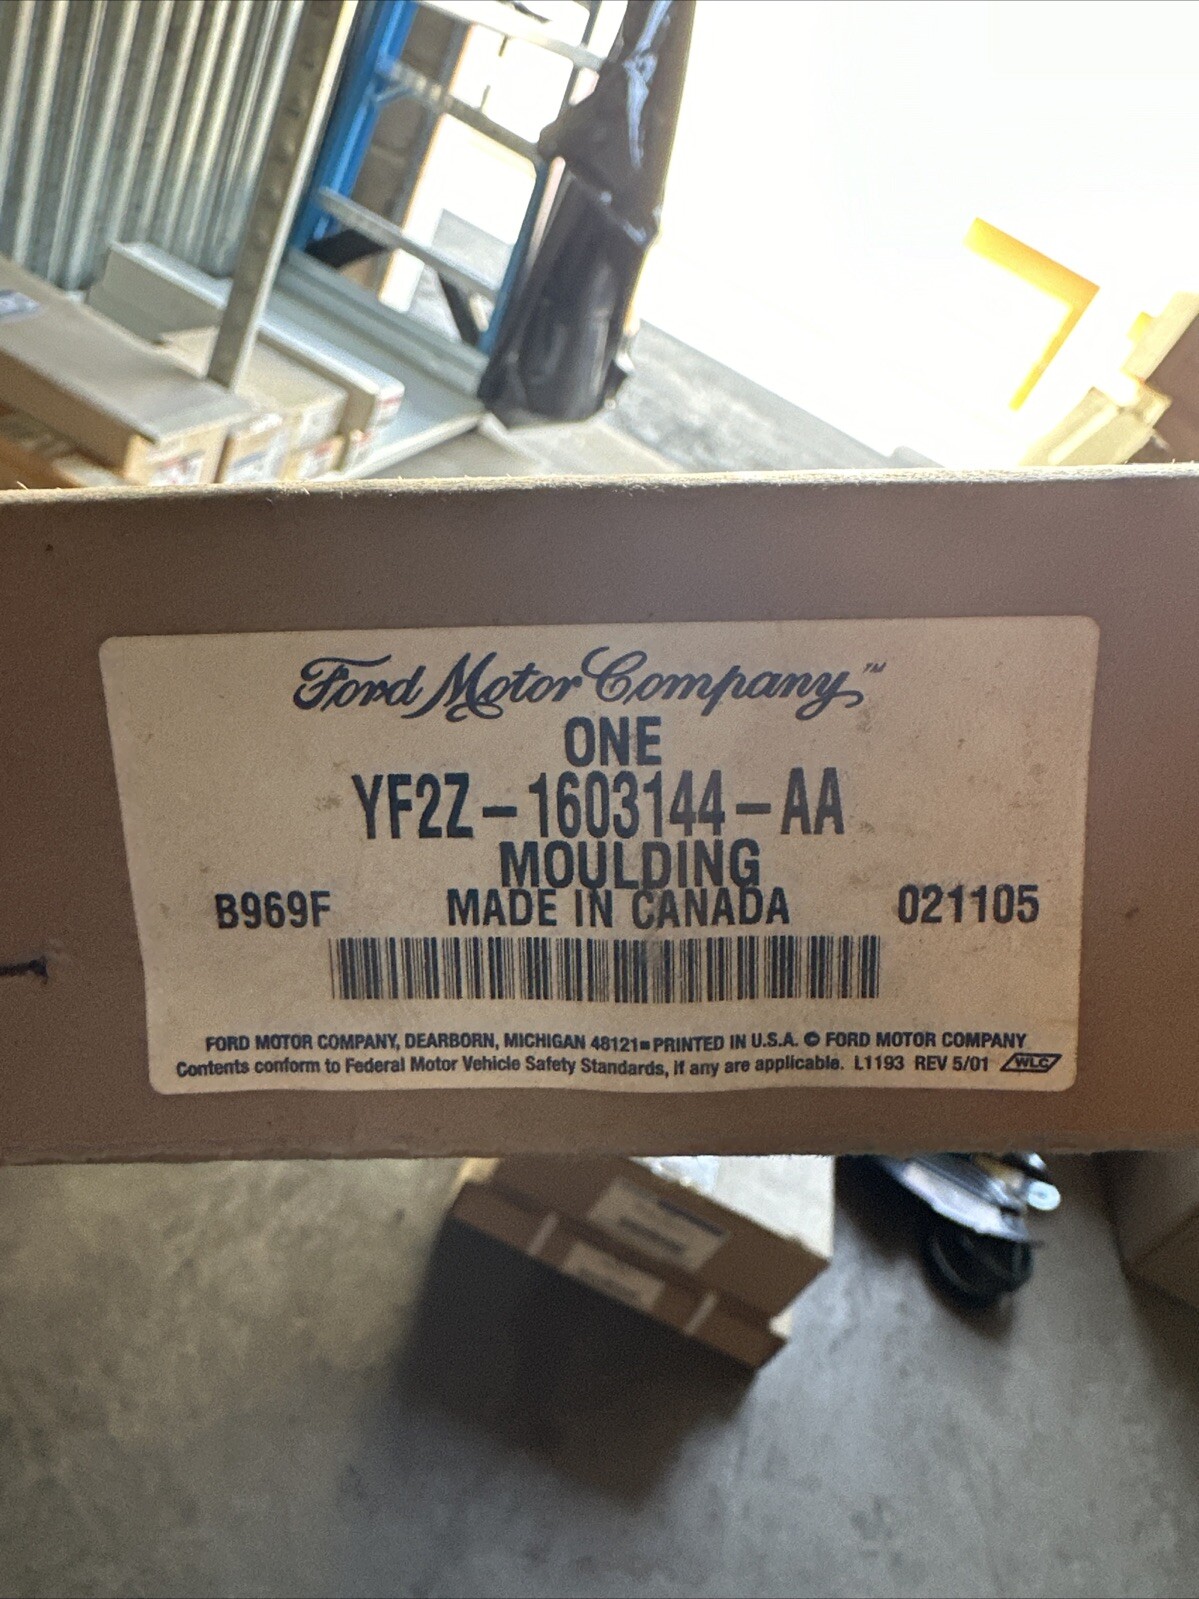 Ford Motor Company™
ONE
YF2Z-1603144-AA
MOULDING
B969F MADE IN CANADA 021105
FORD MOTOR COMPANY, DEARBORN, MICHIGAN 48121■PRINTED IN U.S.A. © FORD MOTOR COMPANY
Contents conform to Federal Motor Vehicle Safety Standards, if any are applicable. L1193 REV 5/01 WLC